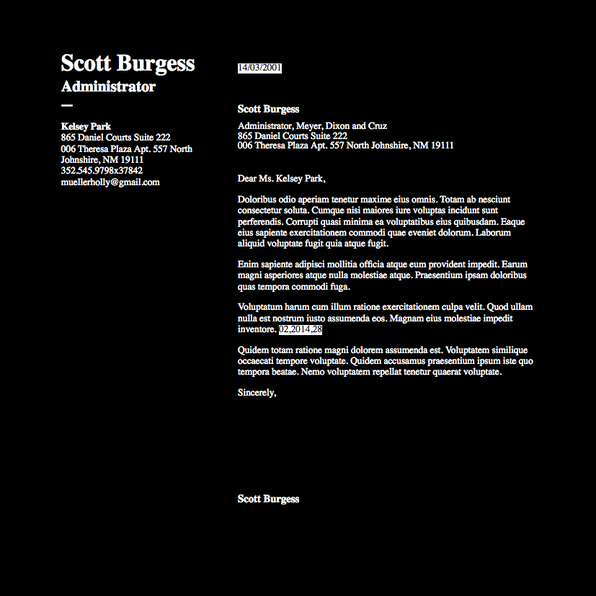 Scott Burgess
Administrator
—
Kelsey Park
865 Daniel Courts Suite 222
006 Theresa Plaza Apt. 557 North
Johnshire, NM 19111
352.545.9798x37842
muellerholly@gmail.com
14/03/2001
Scott Burgess
Administrator, Meyer, Dixon and Cruz
865 Daniel Courts Suite 222
006 Theresa Plaza Apt. 557 North Johnshire, NM 19111
Dear Ms. Kelsey Park,
Doloribus odio aperiam tenetur maxime eius omnis. Totam ab nesciunt
consectetur soluta. Cumque nisi maiores iure voluptas incidunt sunt
perferendis. Corrupti quasi minima ea voluptatibus eius quibusdam. Eaque
eius sapiente exercitationem commodi quae eveniet dolorum. Laborum
aliquid voluptate fugit quia atque fugit.
Enim sapiente adipisci mollitia officia atque eum provident impedit. Earum
magni asperiores atque nulla molestiae atque. Praesentium ipsam doloribus
quas tempora commodi fuga.
Voluptatum harum cum illum ratione exercitationem culpa velit. Quod ullam
nulla est nostrum iusto assumenda eos. Magnam eius molestiae impedit
inventore. 02,2014,28
Quidem totam ratione magni dolorem assumenda est. Voluptatem similique
occaecati tempore voluptate. Quidem accusamus praesentium ipsum iste quo
tempora beatae. Nemo voluptatem repellat tenetur quaerat voluptate.
Sincerely,
Scott Burgess